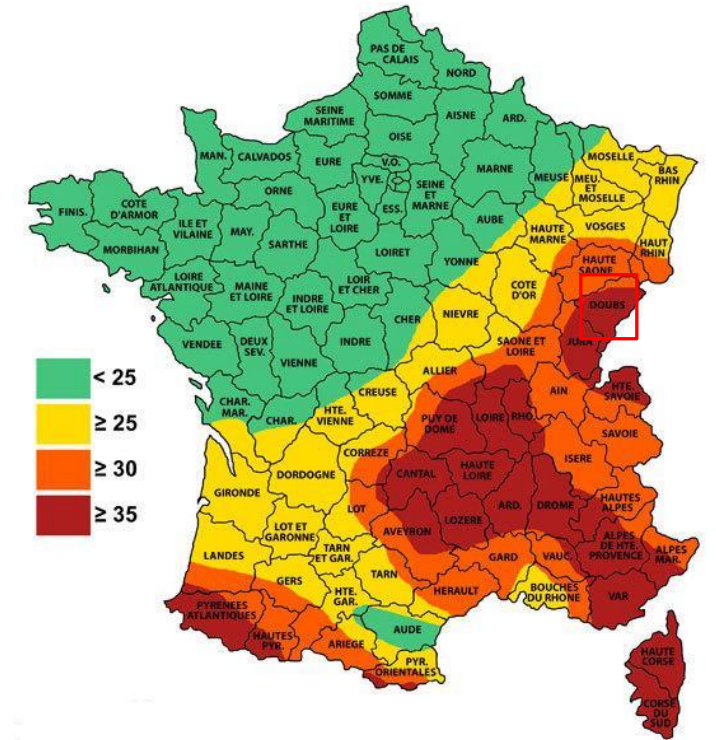 PAS DE
CALAIS
NORD
SOMME
SEINE
MARITIME
AISNE
ARD.
OISE
MAN.
CALVADOS
EURE
V.O.
YVE.
ESS.
SEINE
ET
MARNE
MARNE
MEUSE
MOSELLE
MEU.
ET
MOSELLE
BAS
RHIN
ORNE
FINIS.
COTE
D'ARMOR
ILE ET
VILAINE
MAY.
SARTHE
EURE
ET
LOIRE
AUBE
HAUTE
MARNE
VOSGES
HAUT
RHIN
MORBIHAN
LOIRET
YONNE
HAUTE
SAONE
LOIRE
ATLANTIQUE
MAINE
ET LOIRE
INDRE
ET LOIRE
LOIR
ET CHER
CHER
NIEVRE
COTE
D'OR
DOUBS
JURA
VENDEE
DEUX
SEV.
VIENNE
INDRE
SAONE ET
LOIRE
ALLIER
CREUSE
CHAR.
MAR.
CHAR.
HTE.
VIENNE
PUY DE
DOME
LOIRE
RHO.
AIN
HTE.
SAVOIE
SAVOIE
ISERE
CORREZE
CANTAL
HAUTE
LOIRE
DORDOGNE
GIRONDE
LOT
LOT ET
GARONNE
AVEYRON
LOZERE
ARD.
DROME
HAUTES
ALPES
ALPES
DE HTE.
PROVENCE
ALPES
MAR.
LANDES
TARN
ET GAR.
TARN
GARD
VAUC.
GERS
HTE.
GAR.
HERAULT
BOUCHES
DU RHONE
VAR
PYRENEES
ATLANTIQUES
HAUTES
PYR.
ARIEGE
AUDE
PYR.
ORIENTALES
HAUTE
CORSE
CORSE
DU
SUD
< 25
≥ 25
≥ 30
≥ 35